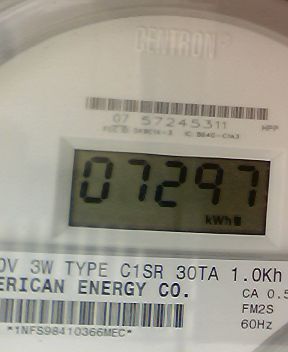 CENTRON
07 57245311
HPP
07297
kWh
0V 3W TYPE C1SR 30TA 1.0Kh
ERICAN ENERGY CO.
CA 0.5
FM2S
*1NFS98410366MEC*
60Hz